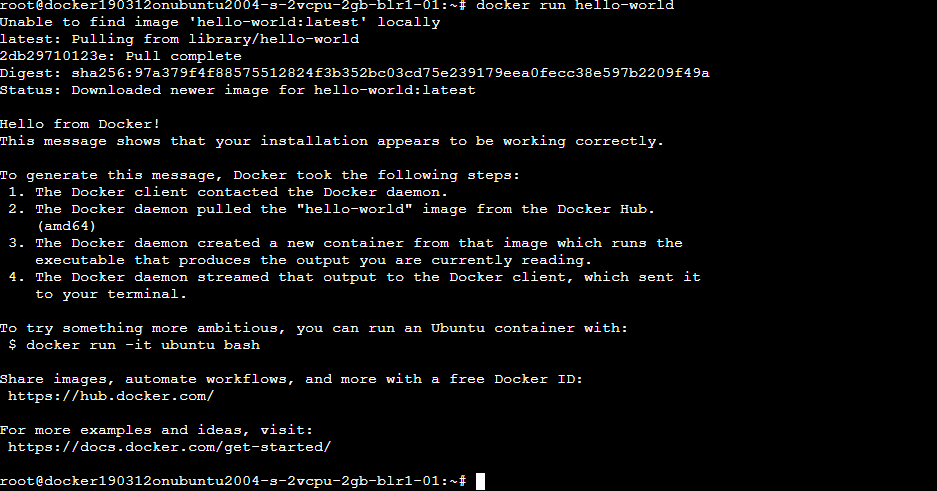 root@docker190312onubuntu2004-s-2vcpu-2gb-blr1-01:~# docker run hello-world
Unable to find image 'hello-world:latest' locally
latest: Pulling from library/hello-world
2db29710123e: Pull complete
Digest: sha256:97a379f4f88575512824f3b352bc03cd75e239179eea0fecc38e597b2209f49a
Status: Downloaded newer image for hello-world:latest

Hello from Docker!
This message shows that your installation appears to be working correctly.

To generate this message, Docker took the following steps:
 1. The Docker client contacted the Docker daemon.
 2. The Docker daemon pulled the "hello-world" image from the Docker Hub.
    (amd64)
 3. The Docker daemon created a new container from that image which runs the
    executable that produces the output you are currently reading.
 4. The Docker daemon streamed that output to the Docker client, which sent it
    to your terminal.

To try something more ambitious, you can run an Ubuntu container with:
 $ docker run -it ubuntu bash

Share images, automate workflows, and more with a free Docker ID:
 https://hub.docker.com/

For more examples and ideas, visit:
 https://docs.docker.com/get-started/

root@docker190312onubuntu2004-s-2vcpu-2gb-blr1-01:~#